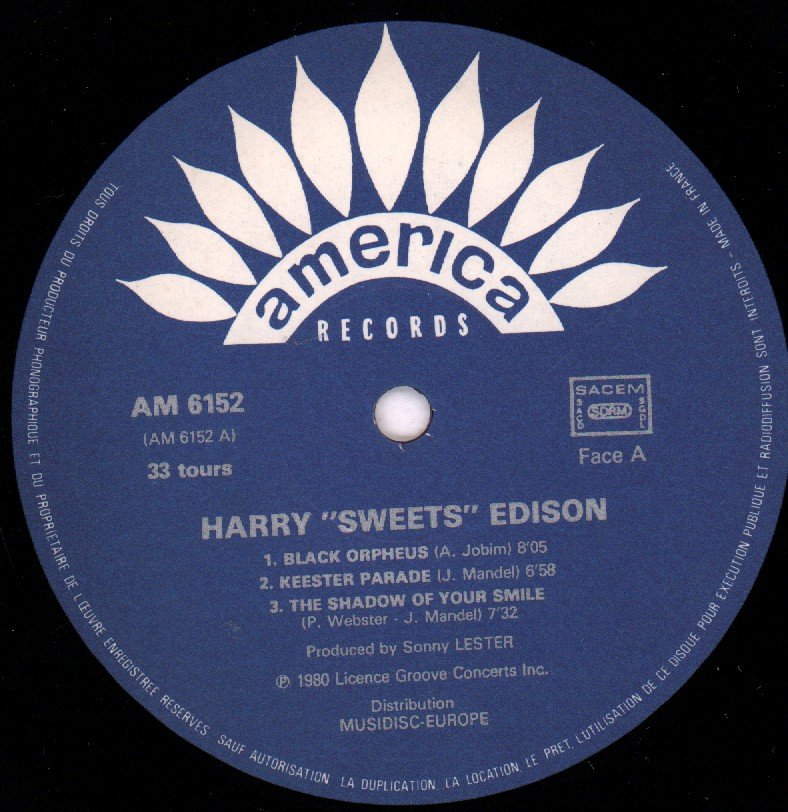 america
RECORDS
AM 6152
(AM 6152 A)
33 tours
SACEM
SACD
SDRM
SGDL
Face A
HARRY "SWEETS" EDISON
1. BLACK ORPHEUS (A. Jobim) 8'05
2. KEESTER PARADE (J. Mandel) 6'58
3. THE SHADOW OF YOUR SMILE
(P. Webster - J. Mandel) 7'32
Produced by Sonny LESTER
℗ 1980 Licence Groove Concerts Inc.
Distribution
MUSIDISC-EUROPE
TOUS DROITS DU PRODUCTEUR PHONOGRAPHIQUE ET DU PROPRIETAIRE DE L'ŒUVRE ENREGISTREE RESERVES. SAUF AUTORISATION, LA DUPLICATION, LA LOCATION, LE PRET, L'UTILISATION DE CE DISQUE POUR EXECUTION PUBLIQUE ET RADIODIFFUSION SONT INTERDITS - MADE IN FRANCE